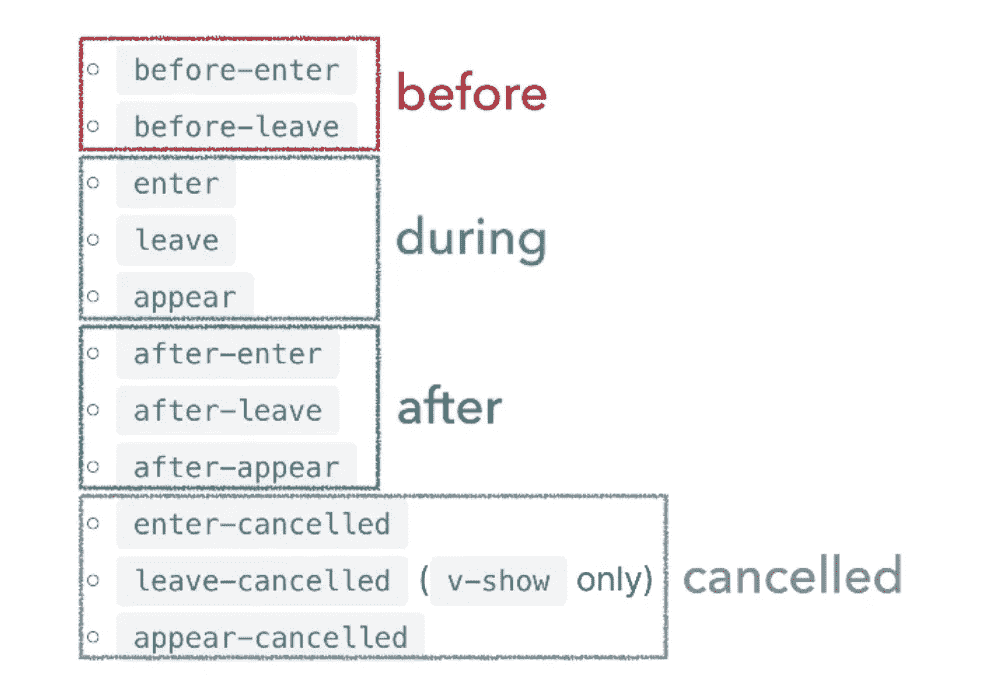 before-enter
before-leave
before
enter
leave
appear
during
after-enter
after-leave
after-appear
after
enter-cancelled
leave-cancelled ( v-show only)
appear-cancelled
cancelled